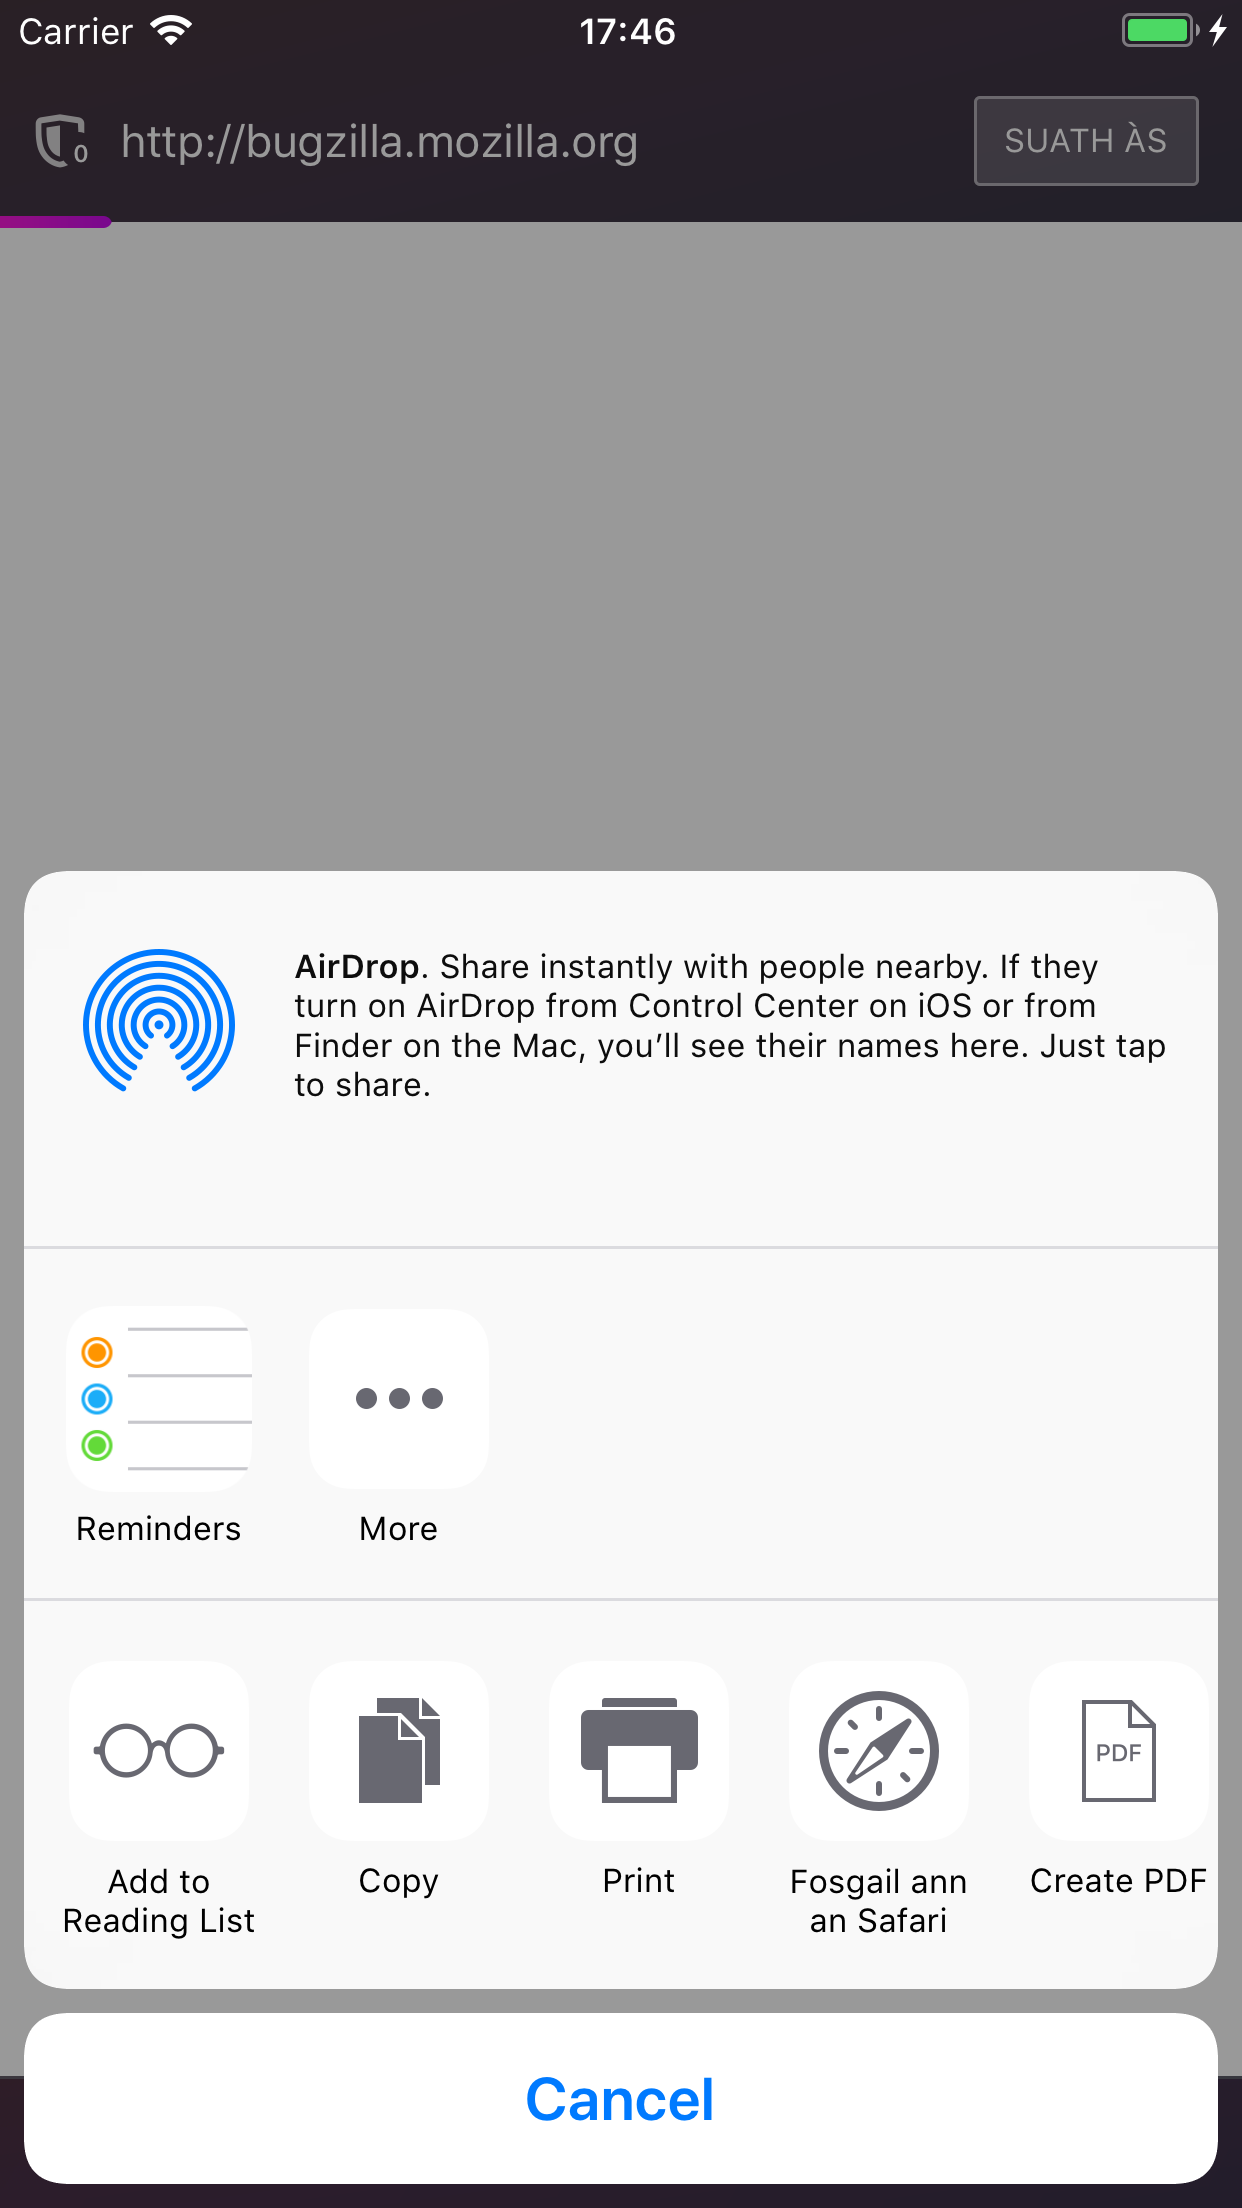 Carrier 17:46
0 http://bugzilla.mozilla.org SUATH ÀS
AirDrop. Share instantly with people nearby. If they
turn on AirDrop from Control Center on iOS or from
Finder on the Mac, you’ll see their names here. Just tap
to share.
Reminders More
PDF
Add to Copy Print Fosgail ann Create PDF
Reading List an Safari
Cancel